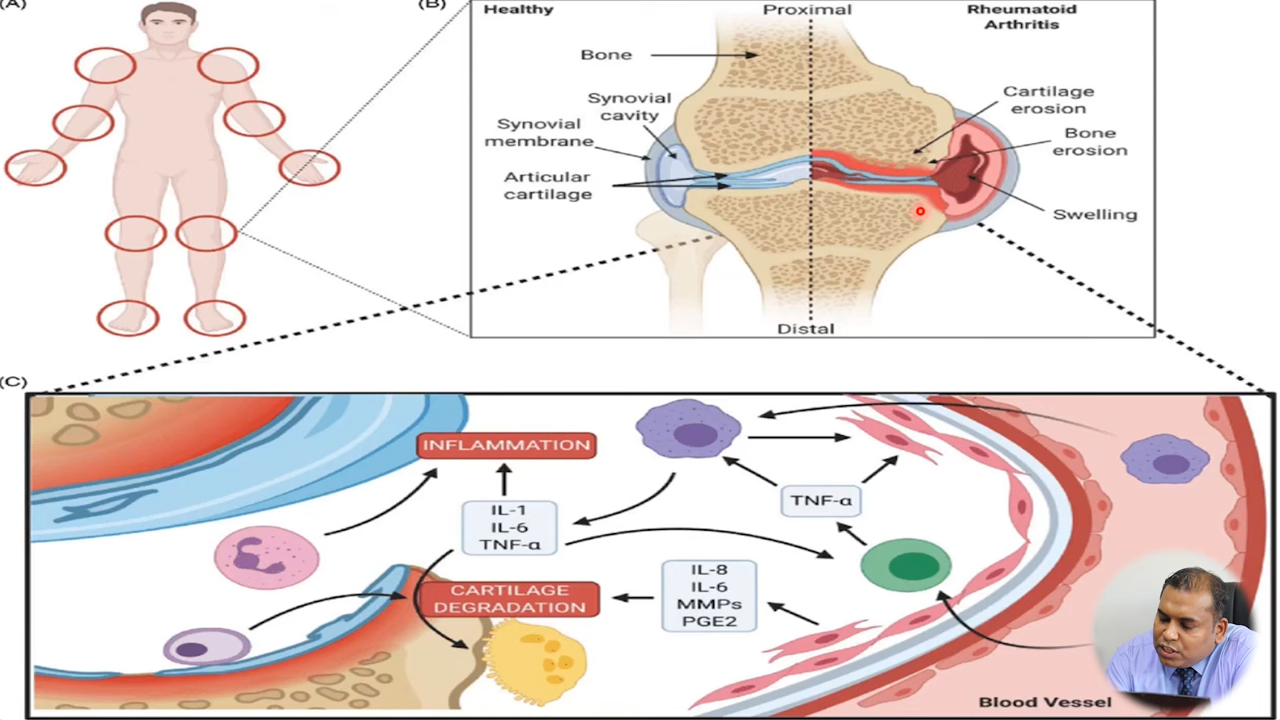 (A)
(B)
Healthy
Proximal
Rheumatoid
Arthritis
Bone
Synovial
cavity
Synovial
membrane
Articular
cartilage
Cartilage
erosion
Bone
erosion
Swelling
Distal
(C)
INFLAMMATION
IL-1
IL-6
TNF-α
TNF-α
CARTILAGE
DEGRADATION
IL-8
IL-6
MMPs
PGE2
Blood Vessel